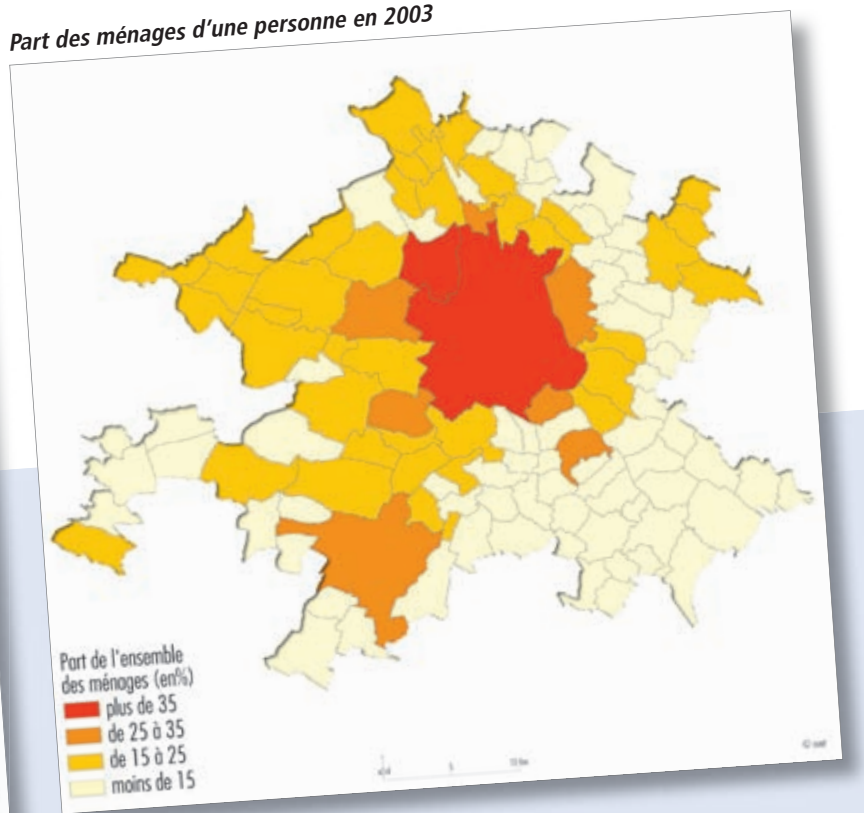 Part des ménages d'une personne en 2003
Part de l'ensemble
des ménages (en%)
plus de 35
de 25 à 35
de 15 à 25
moins de 15